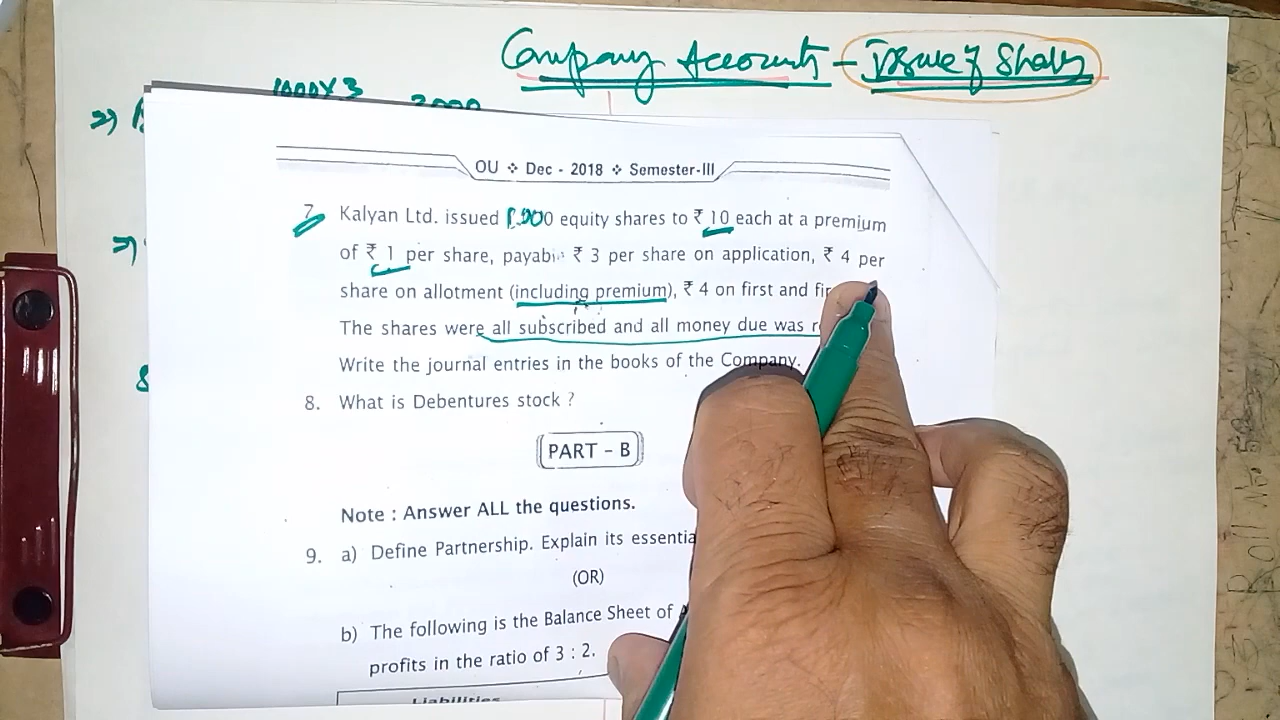 Company Accounts - Issue of Shares
1000 X 3 3000
OU ❖ Dec - 2018 ❖ Semester-III
7. Kalyan Ltd. issued 1,000 equity shares to ₹ 10 each at a premium
of ₹ 1 per share, payable ₹ 3 per share on application, ₹ 4 per
share on allotment (including premium), ₹ 4 on first and
The shares were all subscribed and all money due was
Write the journal entries in the books of the Company.
8. What is Debentures stock ?
PART – B
Note : Answer ALL the questions.
9. a) Define Partnership. Explain its
(OR)
b) The following is the Balance Sheet of
profits in the ratio of 3 : 2.
Liabilities